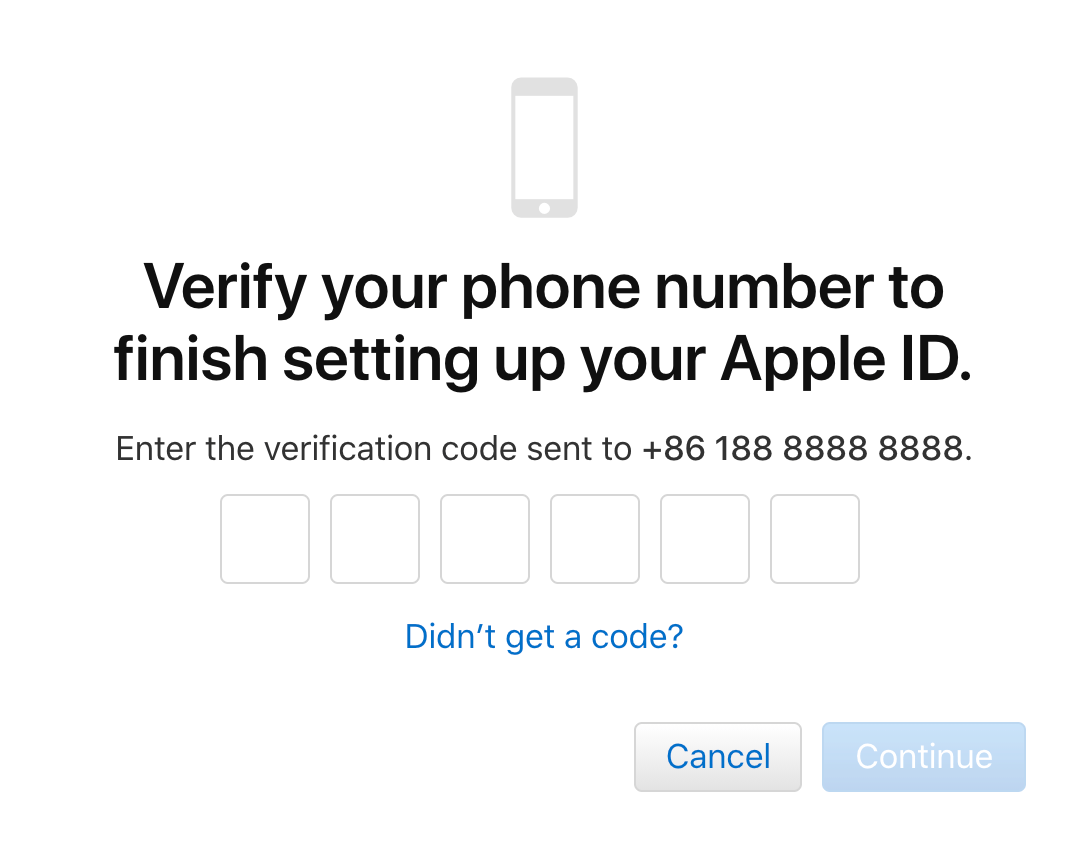 Verify your phone number to
finish setting up your Apple ID.
Enter the verification code sent to +86 188 8888 8888.
Didn’t get a code?
Cancel
Continue